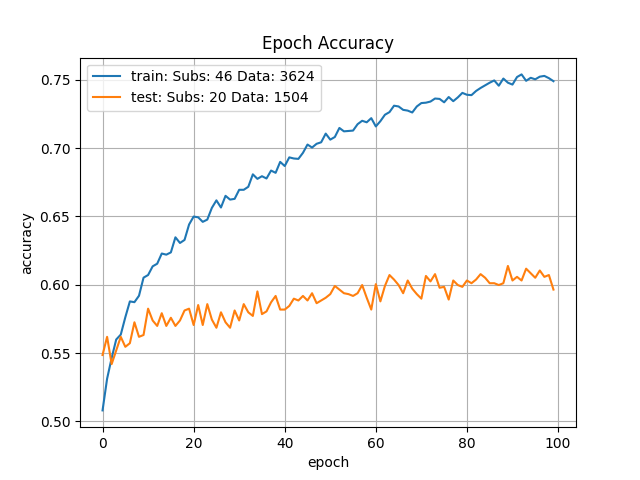 Epoch Accuracy
train: Subs: 46 Data: 3624
test: Subs: 20 Data: 1504
accuracy
0.75
0.70
0.65
0.60
0.55
0.50
0 20 40 60 80 100
epoch